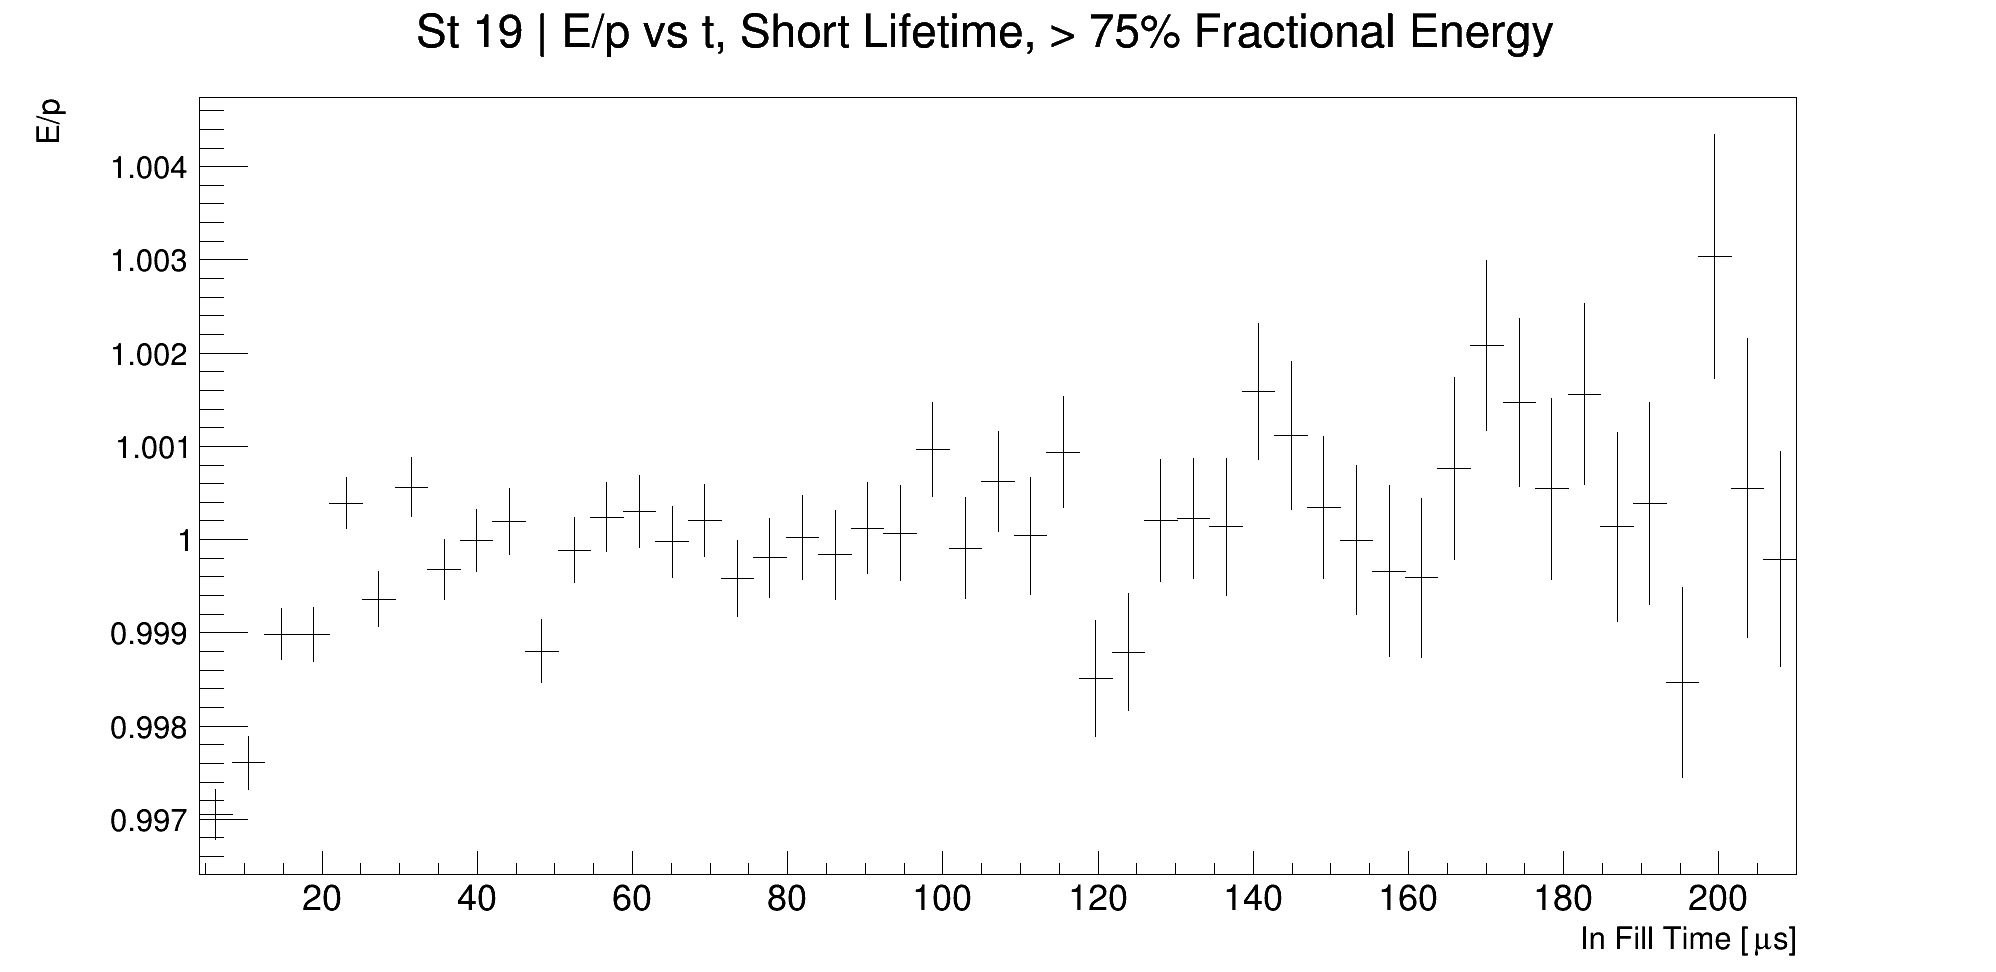 St 19 | E/p vs t, Short Lifetime, > 75% Fractional Energy
E/p
1.004
1.003
1.002
1.001
1
0.999
0.998
0.997
20 40 60 80 100 120 140 160 180 200
In Fill Time [μs]